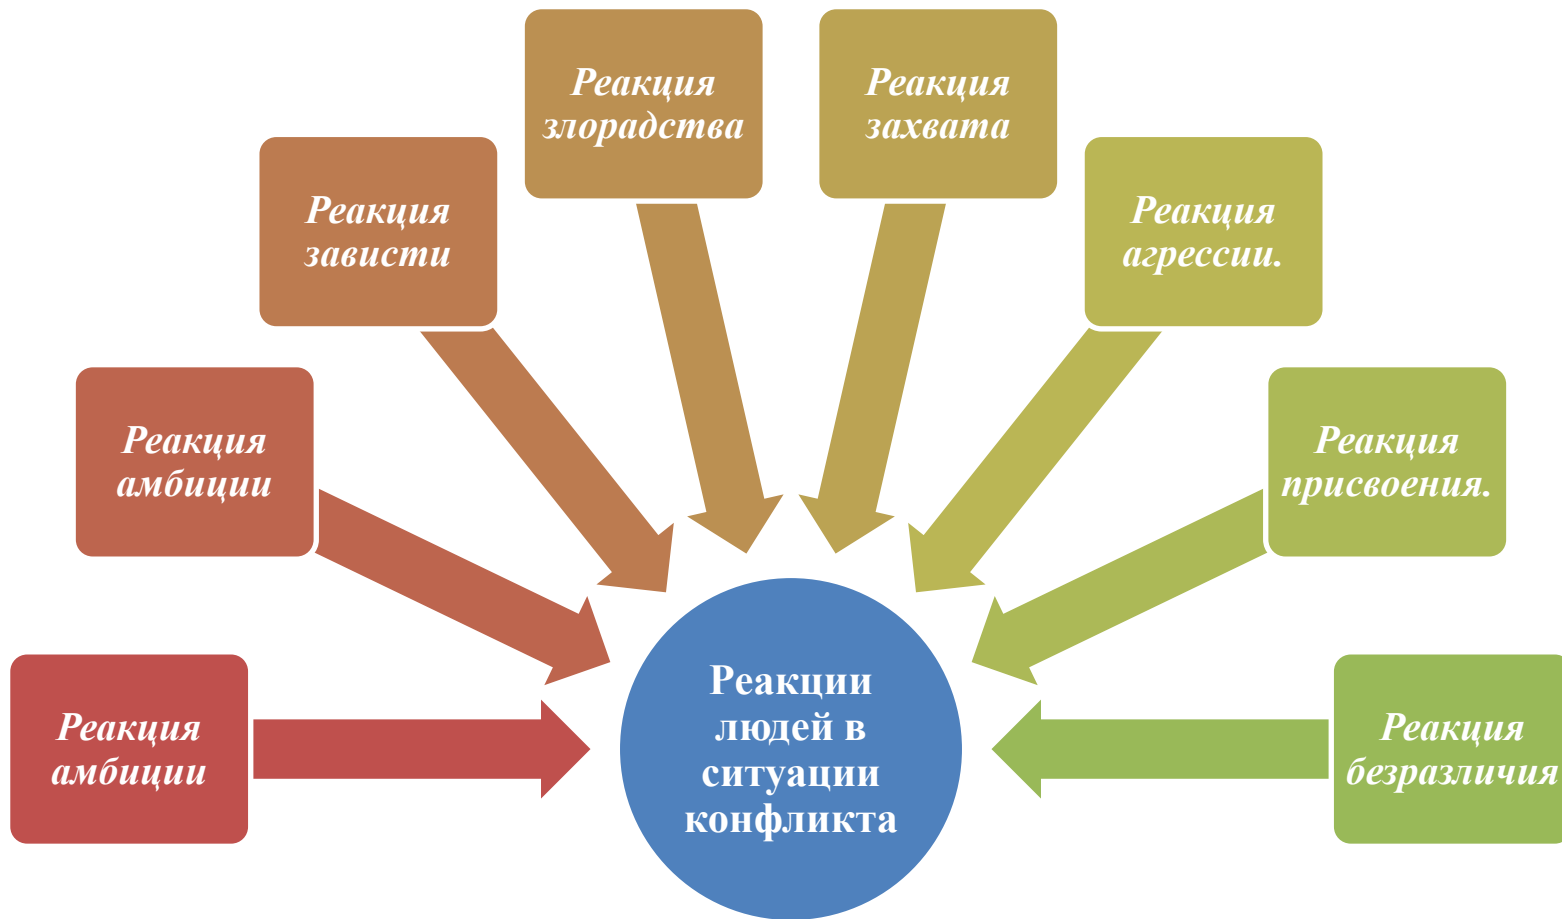 Реакция
злорадства
Реакция
захвата
Реакция
зависти
Реакция
агрессии.
Реакция
амбиции
Реакция
присвоения.
Реакция
амбиции
Реакции
людей в
ситуации
конфликта
Реакция
безразличия